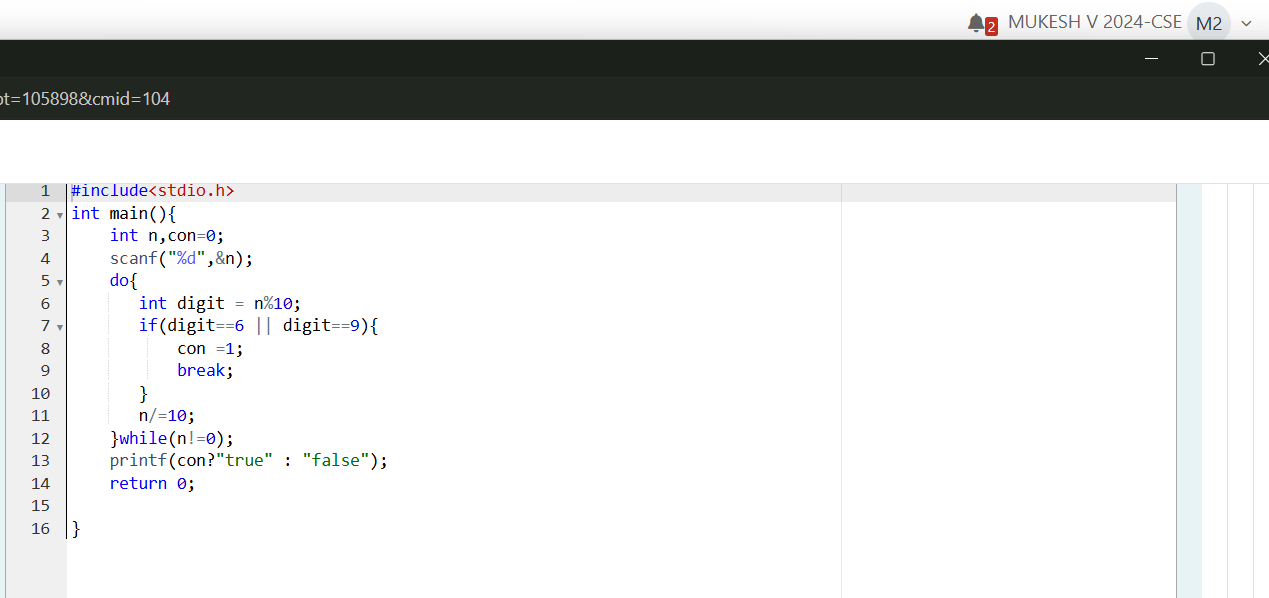 2 MUKESH V 2024-CSE M2
ot=105898&cmid=104
1 #include<stdio.h>
2 int main(){
3     int n,con=0;
4     scanf("%d",&n);
5     do{
6        int digit = n%10;
7        if(digit==6 || digit==9){
8            con =1;
9            break;
10        }
11        n/=10;
12     }while(n!=0);
13     printf(con?"true" : "false");
14     return 0;
15
16 }